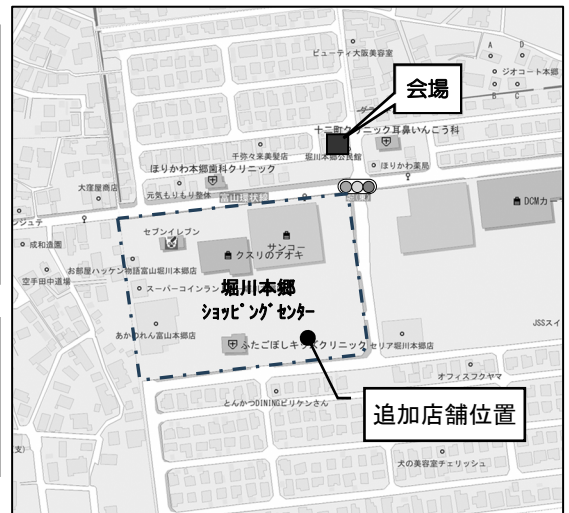 ビューティ大阪美容室
A
D
ジオコート本郷
B
C
会場
十二町クリニック耳鼻いんこう科
千弥々来美髪店
堀川本郷公民館
ほりかわ本郷歯科クリニック
ほりかわ薬局
大窪屋商店
元気もりもり整体
富山環状線
DCMカー
セブンイレブン
成和造園
サンコー
クスリのアオキ
お部屋ハッケン物語富山堀川本郷店
空手田中道場
スーパーコインラン
堀川本郷
ショッピングセンター
JSSスイ
あかのれん富山本郷店
ふたごぼしキッズクリニック
セリア堀川本郷店
オフィスフクヤマ
とんかつDININGビリケンさん
追加店舗位置
支)
犬の美容室チェリッシュ